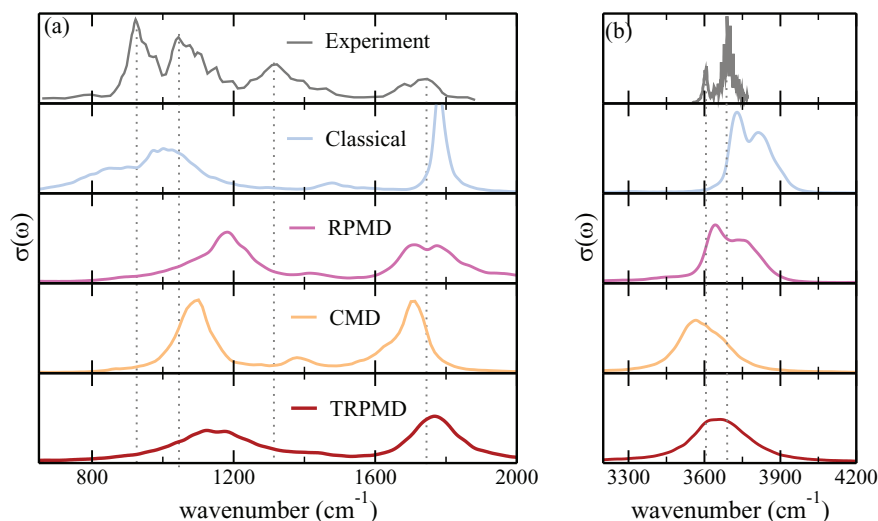 (a)
Experiment
Classical
RPMD
CMD
TRPMD
σ(ω)
800 1200 1600 2000
wavenumber (cm⁻¹)
(b)
σ(ω)
3300 3600 3900 4200
wavenumber (cm⁻¹)